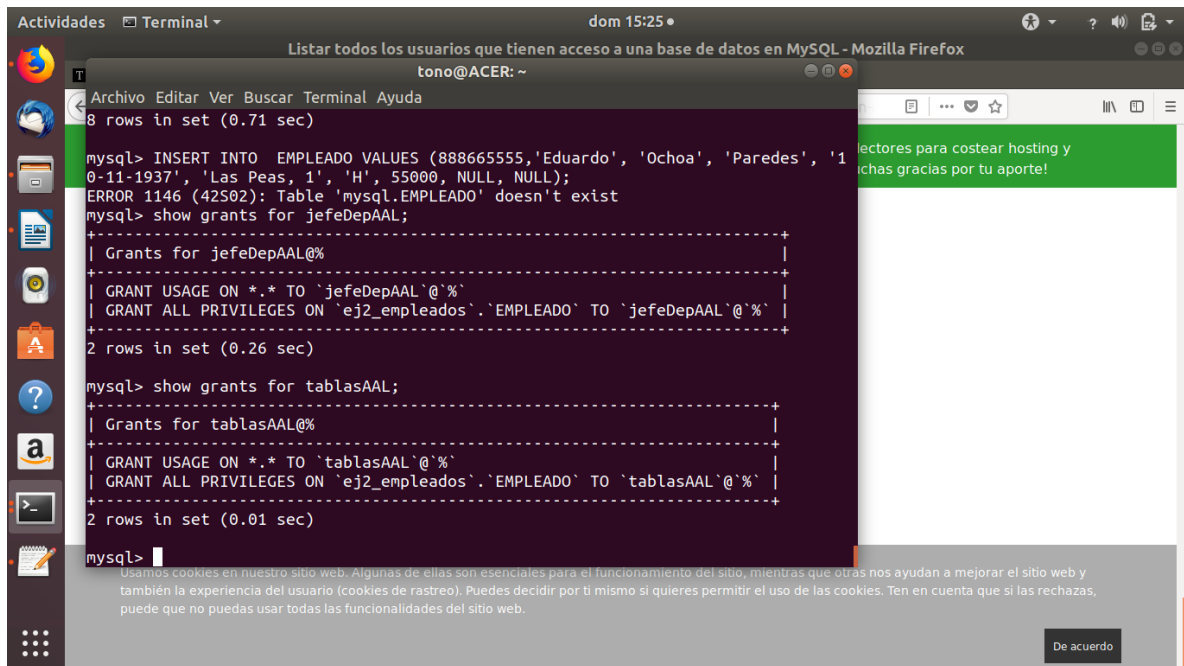 Actividades Terminal dom 15:25
Listar todos los usuarios que tienen acceso a una base de datos en MySQL - Mozilla Firefox
tono@ACER: ~
Archivo Editar Ver Buscar Terminal Ayuda
8 rows in set (0.71 sec)
lectores para costear hosting y
uchas gracias por tu aporte!
mysql> INSERT INTO  EMPLEADO VALUES (888665555,'Eduardo', 'Ochoa', 'Paredes', '1
0-11-1937', 'Las Peas, 1', 'H', 55000, NULL, NULL);
ERROR 1146 (42S02): Table 'mysql.EMPLEADO' doesn't exist
mysql> show grants for jefeDepAAL;
+-------------------------------------------------------------------------+
| Grants for jefeDepAAL@%                                                 |
+-------------------------------------------------------------------------+
| GRANT USAGE ON *.* TO `jefeDepAAL`@`%`                                  |
| GRANT ALL PRIVILEGES ON `ej2_empleados`.`EMPLEADO` TO `jefeDepAAL`@`%` |
+-------------------------------------------------------------------------+
2 rows in set (0.26 sec)
mysql> show grants for tablasAAL;
+------------------------------------------------------------------------+
| Grants for tablasAAL@%                                                 |
+------------------------------------------------------------------------+
| GRANT USAGE ON *.* TO `tablasAAL`@`%`                                  |
| GRANT ALL PRIVILEGES ON `ej2_empleados`.`EMPLEADO` TO `tablasAAL`@`%` |
+------------------------------------------------------------------------+
2 rows in set (0.01 sec)
mysql>
Usamos cookies en nuestro sitio web. Algunas de ellas son esenciales para el funcionamiento del sitio, mientras que otras nos ayudan a mejorar el sitio web y
también la experiencia del usuario (cookies de rastreo). Puedes decidir por ti mismo si quieres permitir el uso de las cookies. Ten en cuenta que si las rechazas,
puede que no puedas usar todas las funcionalidades del sitio web.
De acuerdo